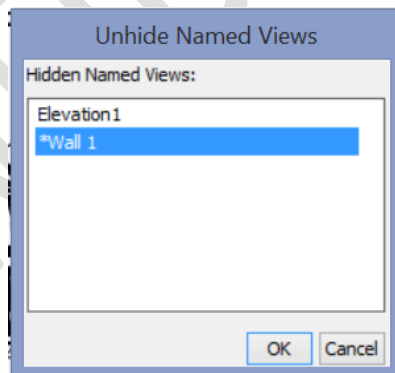 Unhide Named Views
Hidden Named Views:
Elevation1
*Wall 1
OK Cancel